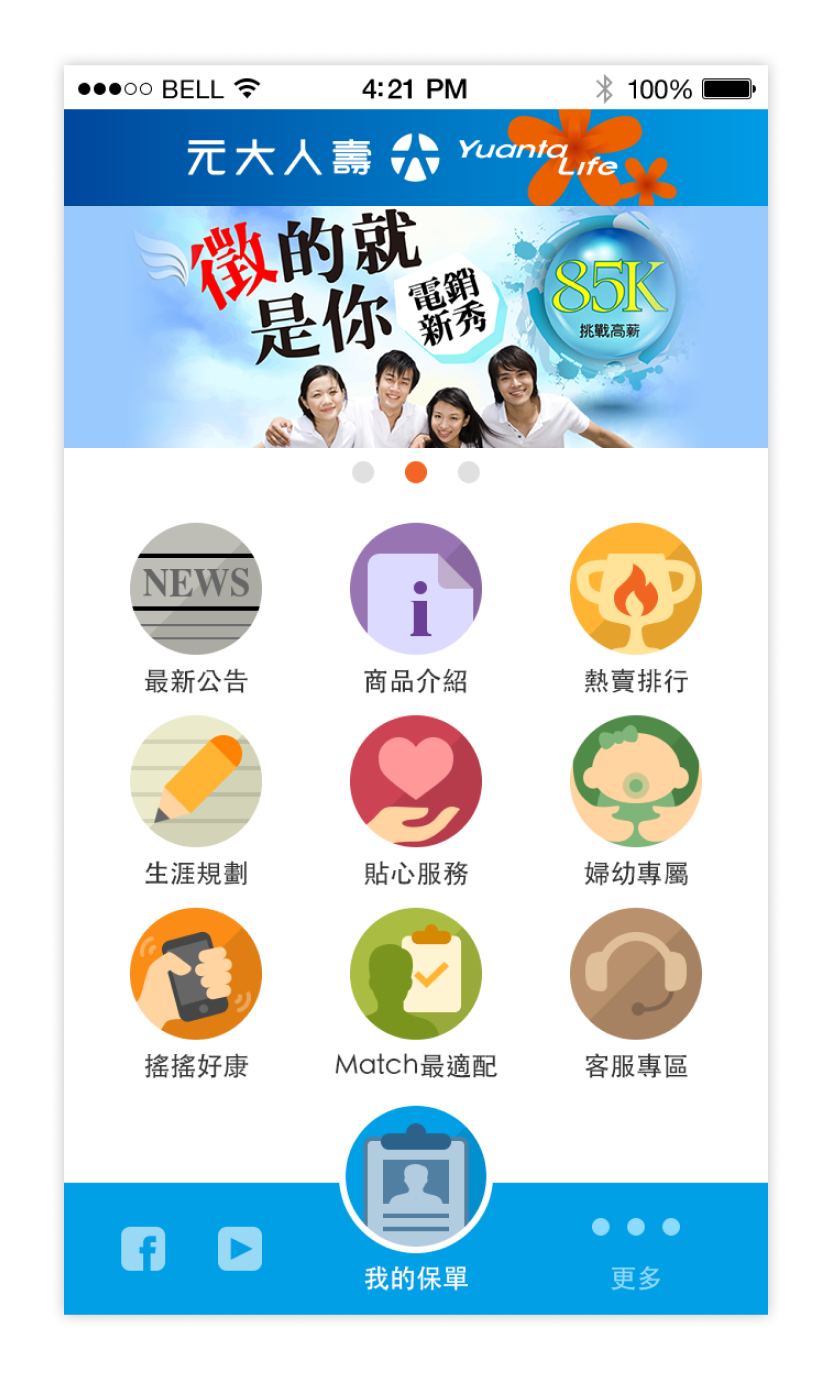 BELL 4:21 PM 100%
元大人壽 Yuanta Life
徵的就
是你
電銷
新秀
85K
挑戰高薪
NEWS
i
最新公告 商品介紹 熱賣排行
生涯規劃 貼心服務 婦幼專屬
搖搖好康 Match最適配 客服專區
f
我的保單 更多